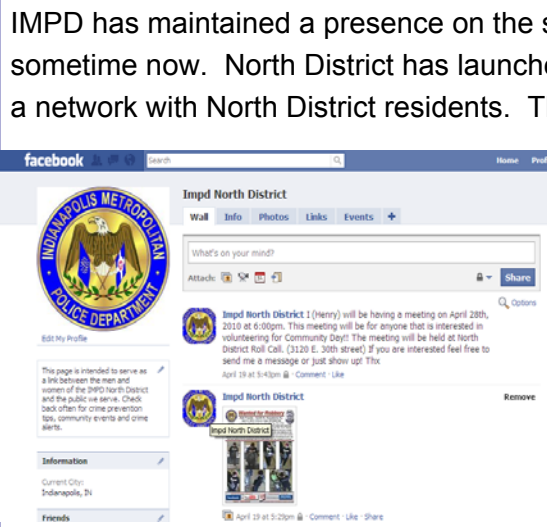 IMPD has maintained a presence on the s
sometime now. North District has launche
a network with North District residents. T
facebook
Search
Home Prof
INDIANAPOLIS METROPOLITAN
POLICE DEPARTMENT
Impd North District
Wall Info Photos Links Events +
What's on your mind?
Attach:
Share
Options
Edit My Profile
Impd North District I (Henry) will be having a meeting on April 28th,
2010 at 6:00pm. This meeting will be for anyone that is interested in
volunteering for Community Day!! The meeting will be held at North
District Roll Call. (3120 E. 30th street) If you are interested feel free to
send me a message or just show up! Thx
April 19 at 5:43pm · Comment · Like
This page is intended to serve as
a link between the men and
women of the IMPD North District
and the public we serve. Check
back often for crime prevention
tips, community events and crime
alerts.
Impd North District
Remove
Wanted for Robbery
Impd North District
Information
Current City:
Indianapolis, IN
Friends
April 19 at 5:29pm · Comment · Like · Share